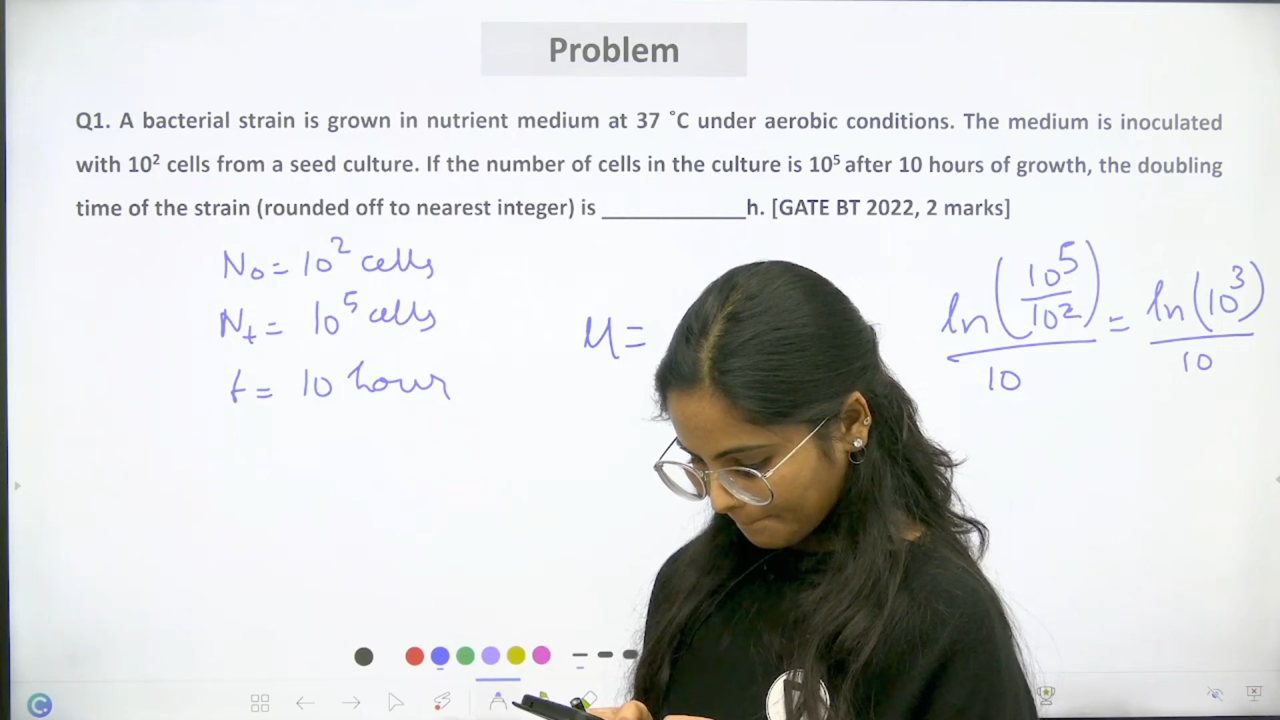 Problem
Q1. A bacterial strain is grown in nutrient medium at 37 ˚C under aerobic conditions. The medium is inoculated
with 10² cells from a seed culture. If the number of cells in the culture is 10⁵ after 10 hours of growth, the doubling
time of the strain (rounded off to nearest integer) is ____________h. [GATE BT 2022, 2 marks]
N₀ = 10² cells
Nₜ = 10⁵ cells
t = 10 hour
μ =
ln(10⁵/10²)/10 = ln(10³)/10